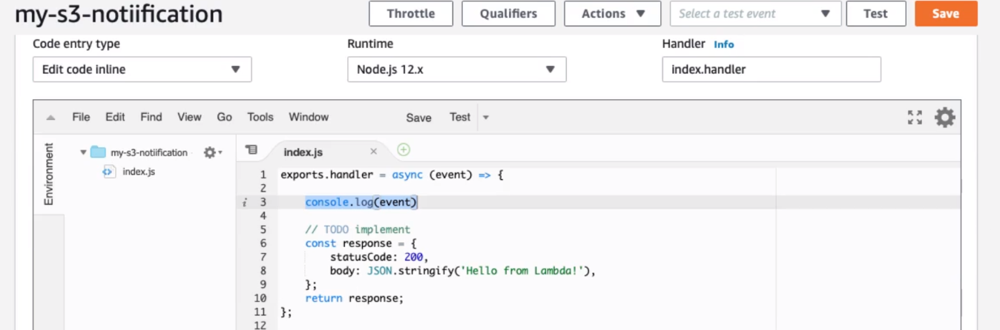 my-s3-notiification
Throttle Qualifiers Actions Select a test event Test Save
Code entry type Runtime Handler Info
Edit code inline Node.js 12.x index.handler
File Edit Find View Go Tools Window Save Test
Environment
my-s3-notiification
index.js
index.js
1 exports.handler = async (event) => {
2
i 3 console.log(event)
4
5 // TODO implement
6 const response = {
7 statusCode: 200,
8 body: JSON.stringify('Hello from Lambda!'),
9 };
10 return response;
11 };
12